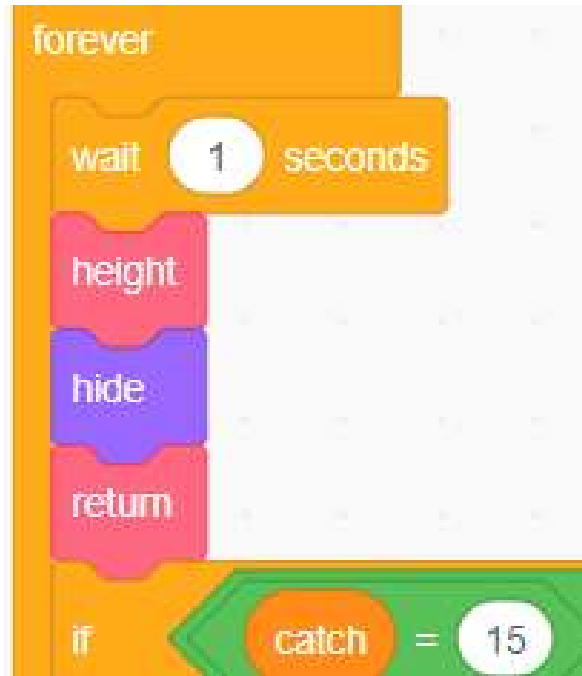 forever
wait 1 seconds
height
hide
return
if catch = 15